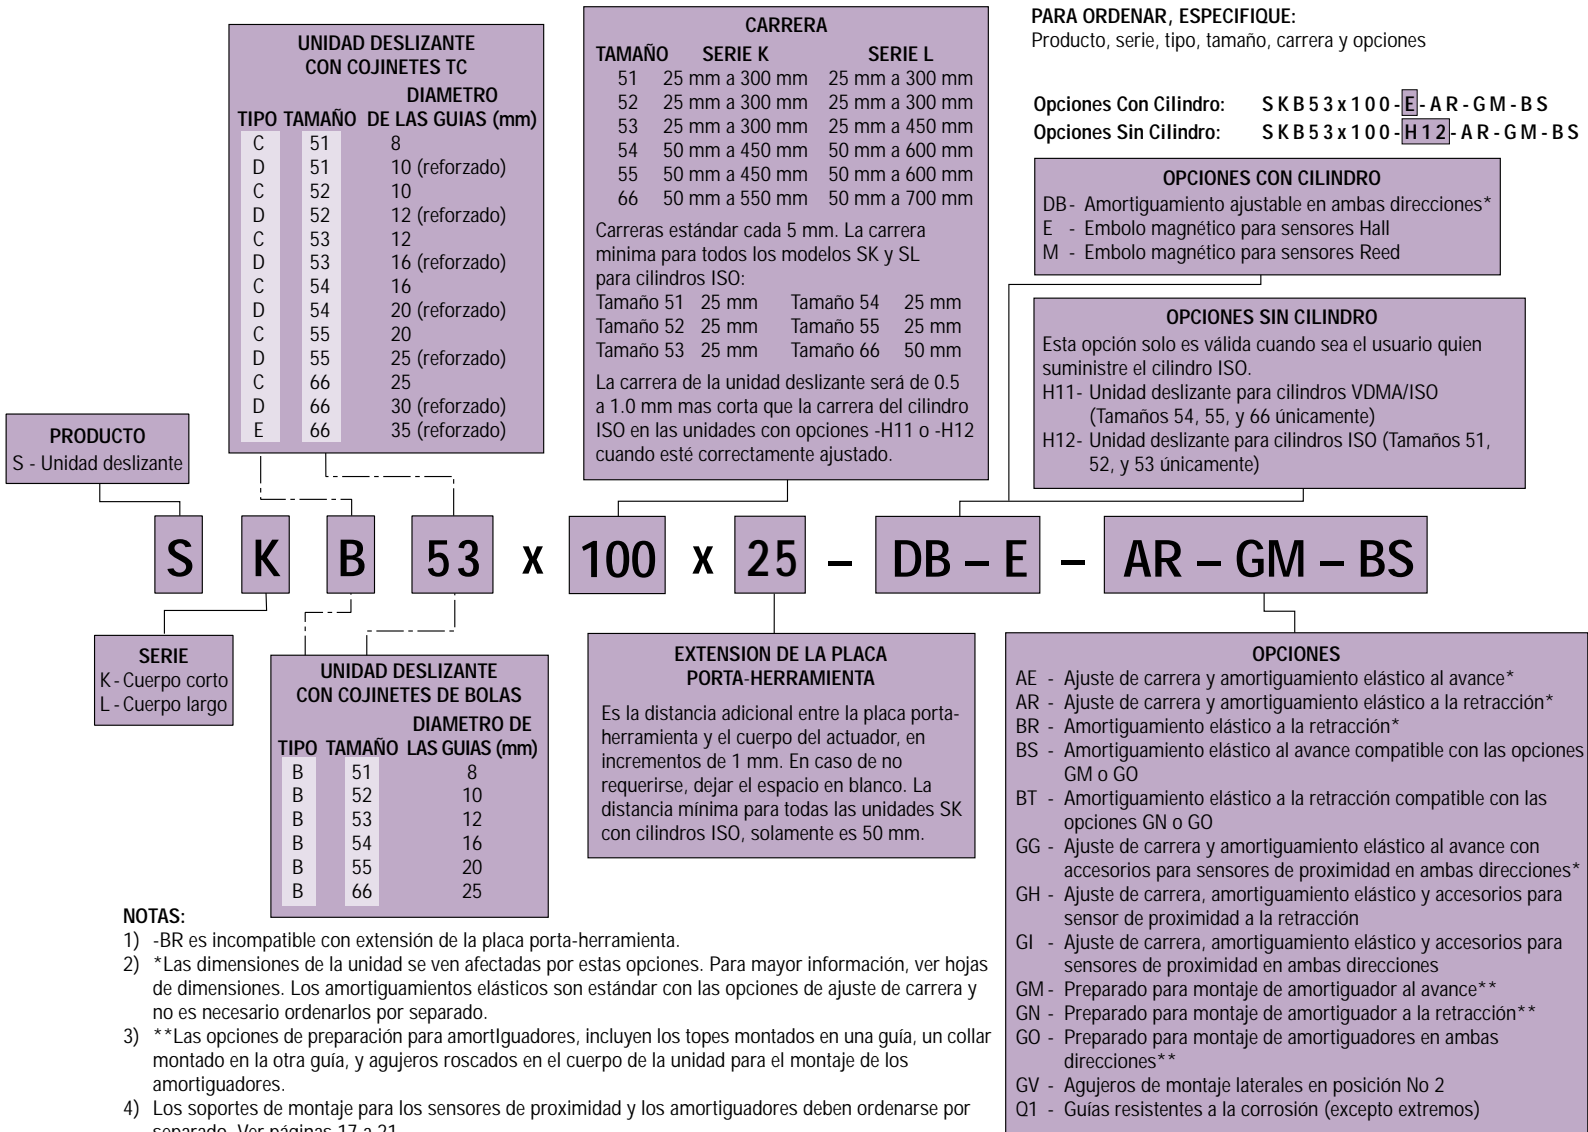 UNIDAD DESLIZANTE
CON COJINETES TC
DIAMETRO
TIPO TAMAÑO DE LAS GUIAS (mm)
C 51 8
D 51 10 (reforzado)
C 52 10
D 52 12 (reforzado)
C 53 12
D 53 16 (reforzado)
C 54 16
D 54 20 (reforzado)
C 55 20
D 55 25 (reforzado)
C 66 25
D 66 30 (reforzado)
E 66 35 (reforzado)
CARRERA
TAMAÑO SERIE K SERIE L
51 25 mm a 300 mm 25 mm a 300 mm
52 25 mm a 300 mm 25 mm a 300 mm
53 25 mm a 300 mm 25 mm a 450 mm
54 50 mm a 450 mm 50 mm a 600 mm
55 50 mm a 450 mm 50 mm a 600 mm
66 50 mm a 550 mm 50 mm a 700 mm
Carreras estándar cada 5 mm. La carrera
minima para todos los modelos SK y SL
para cilindros ISO:
Tamaño 51 25 mm Tamaño 54 25 mm
Tamaño 52 25 mm Tamaño 55 25 mm
Tamaño 53 25 mm Tamaño 66 50 mm
La carrera de la unidad deslizante será de 0.5
a 1.0 mm mas corta que la carrera del cilindro
ISO en las unidades con opciones -H11 o -H12
cuando esté correctamente ajustado.
PARA ORDENAR, ESPECIFIQUE:
Producto, serie, tipo, tamaño, carrera y opciones
Opciones Con Cilindro: SKB53x100-E-AR-GM-BS
Opciones Sin Cilindro: SKB53x100-H12-AR-GM-BS
OPCIONES CON CILINDRO
DB - Amortiguamiento ajustable en ambas direcciones*
E - Embolo magnético para sensores Hall
M - Embolo magnético para sensores Reed
OPCIONES SIN CILINDRO
Esta opción solo es válida cuando sea el usuario quien
suministre el cilindro ISO.
H11- Unidad deslizante para cilindros VDMA/ISO
(Tamaños 54, 55, y 66 únicamente)
H12- Unidad deslizante para cilindros ISO (Tamaños 51,
52, y 53 únicamente)
PRODUCTO
S - Unidad deslizante
S K B 53 x 100 x 25 – DB – E – AR – GM – BS
SERIE
K - Cuerpo corto
L - Cuerpo largo
UNIDAD DESLIZANTE
CON COJINETES DE BOLAS
DIAMETRO DE
TIPO TAMAÑO LAS GUIAS (mm)
B 51 8
B 52 10
B 53 12
B 54 16
B 55 20
B 66 25
EXTENSION DE LA PLACA
PORTA-HERRAMIENTA
Es la distancia adicional entre la placa porta-
herramienta y el cuerpo del actuador, en
incrementos de 1 mm. En caso de no
requerirse, dejar el espacio en blanco. La
distancia mínima para todas las unidades SK
con cilindros ISO, solamente es 50 mm.
OPCIONES
AE - Ajuste de carrera y amortiguamiento elástico al avance*
AR - Ajuste de carrera y amortiguamiento elástico a la retracción*
BR - Amortiguamiento elástico a la retracción*
BS - Amortiguamiento elástico al avance compatible con las opciones
GM o GO
BT - Amortiguamiento elástico a la retracción compatible con las
opciones GN o GO
GG - Ajuste de carrera y amortiguamiento elástico al avance con
accesorios para sensores de proximidad en ambas direcciones*
GH - Ajuste de carrera, amortiguamiento elástico y accesorios para
sensor de proximidad a la retracción
GI - Ajuste de carrera, amortiguamiento elástico y accesorios para
sensores de proximidad en ambas direcciones
GM - Preparado para montaje de amortiguador al avance**
GN - Preparado para montaje de amortiguador a la retracción**
GO - Preparado para montaje de amortiguadores en ambas
direcciones**
GV - Agujeros de montaje laterales en posición No 2
Q1 - Guías resistentes a la corrosión (excepto extremos)
NOTAS:
1) -BR es incompatible con extensión de la placa porta-herramienta.
2) *Las dimensiones de la unidad se ven afectadas por estas opciones. Para mayor información, ver hojas
de dimensiones. Los amortiguamientos elásticos son estándar con las opciones de ajuste de carrera y
no es necesario ordenarlos por separado.
3) **Las opciones de preparación para amortIguadores, incluyen los topes montados en una guía, un collar
montado en la otra guía, y agujeros roscados en el cuerpo de la unidad para el montaje de los
amortiguadores.
4) Los soportes de montaje para los sensores de proximidad y los amortiguadores deben ordenarse por
separado. Ver páginas 17 a 21.